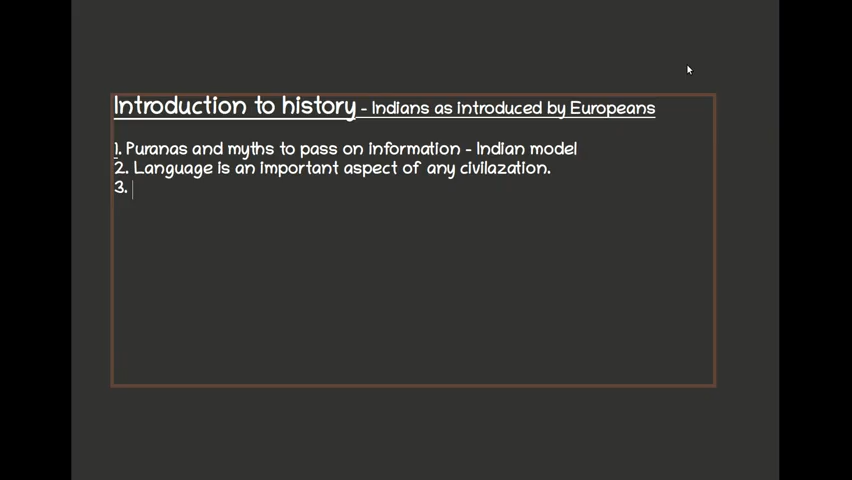 Introduction to history - Indians as introduced by Europeans
1. Puranas and myths to pass on information - Indian model
2. Language is an important aspect of any civilazation.
3.